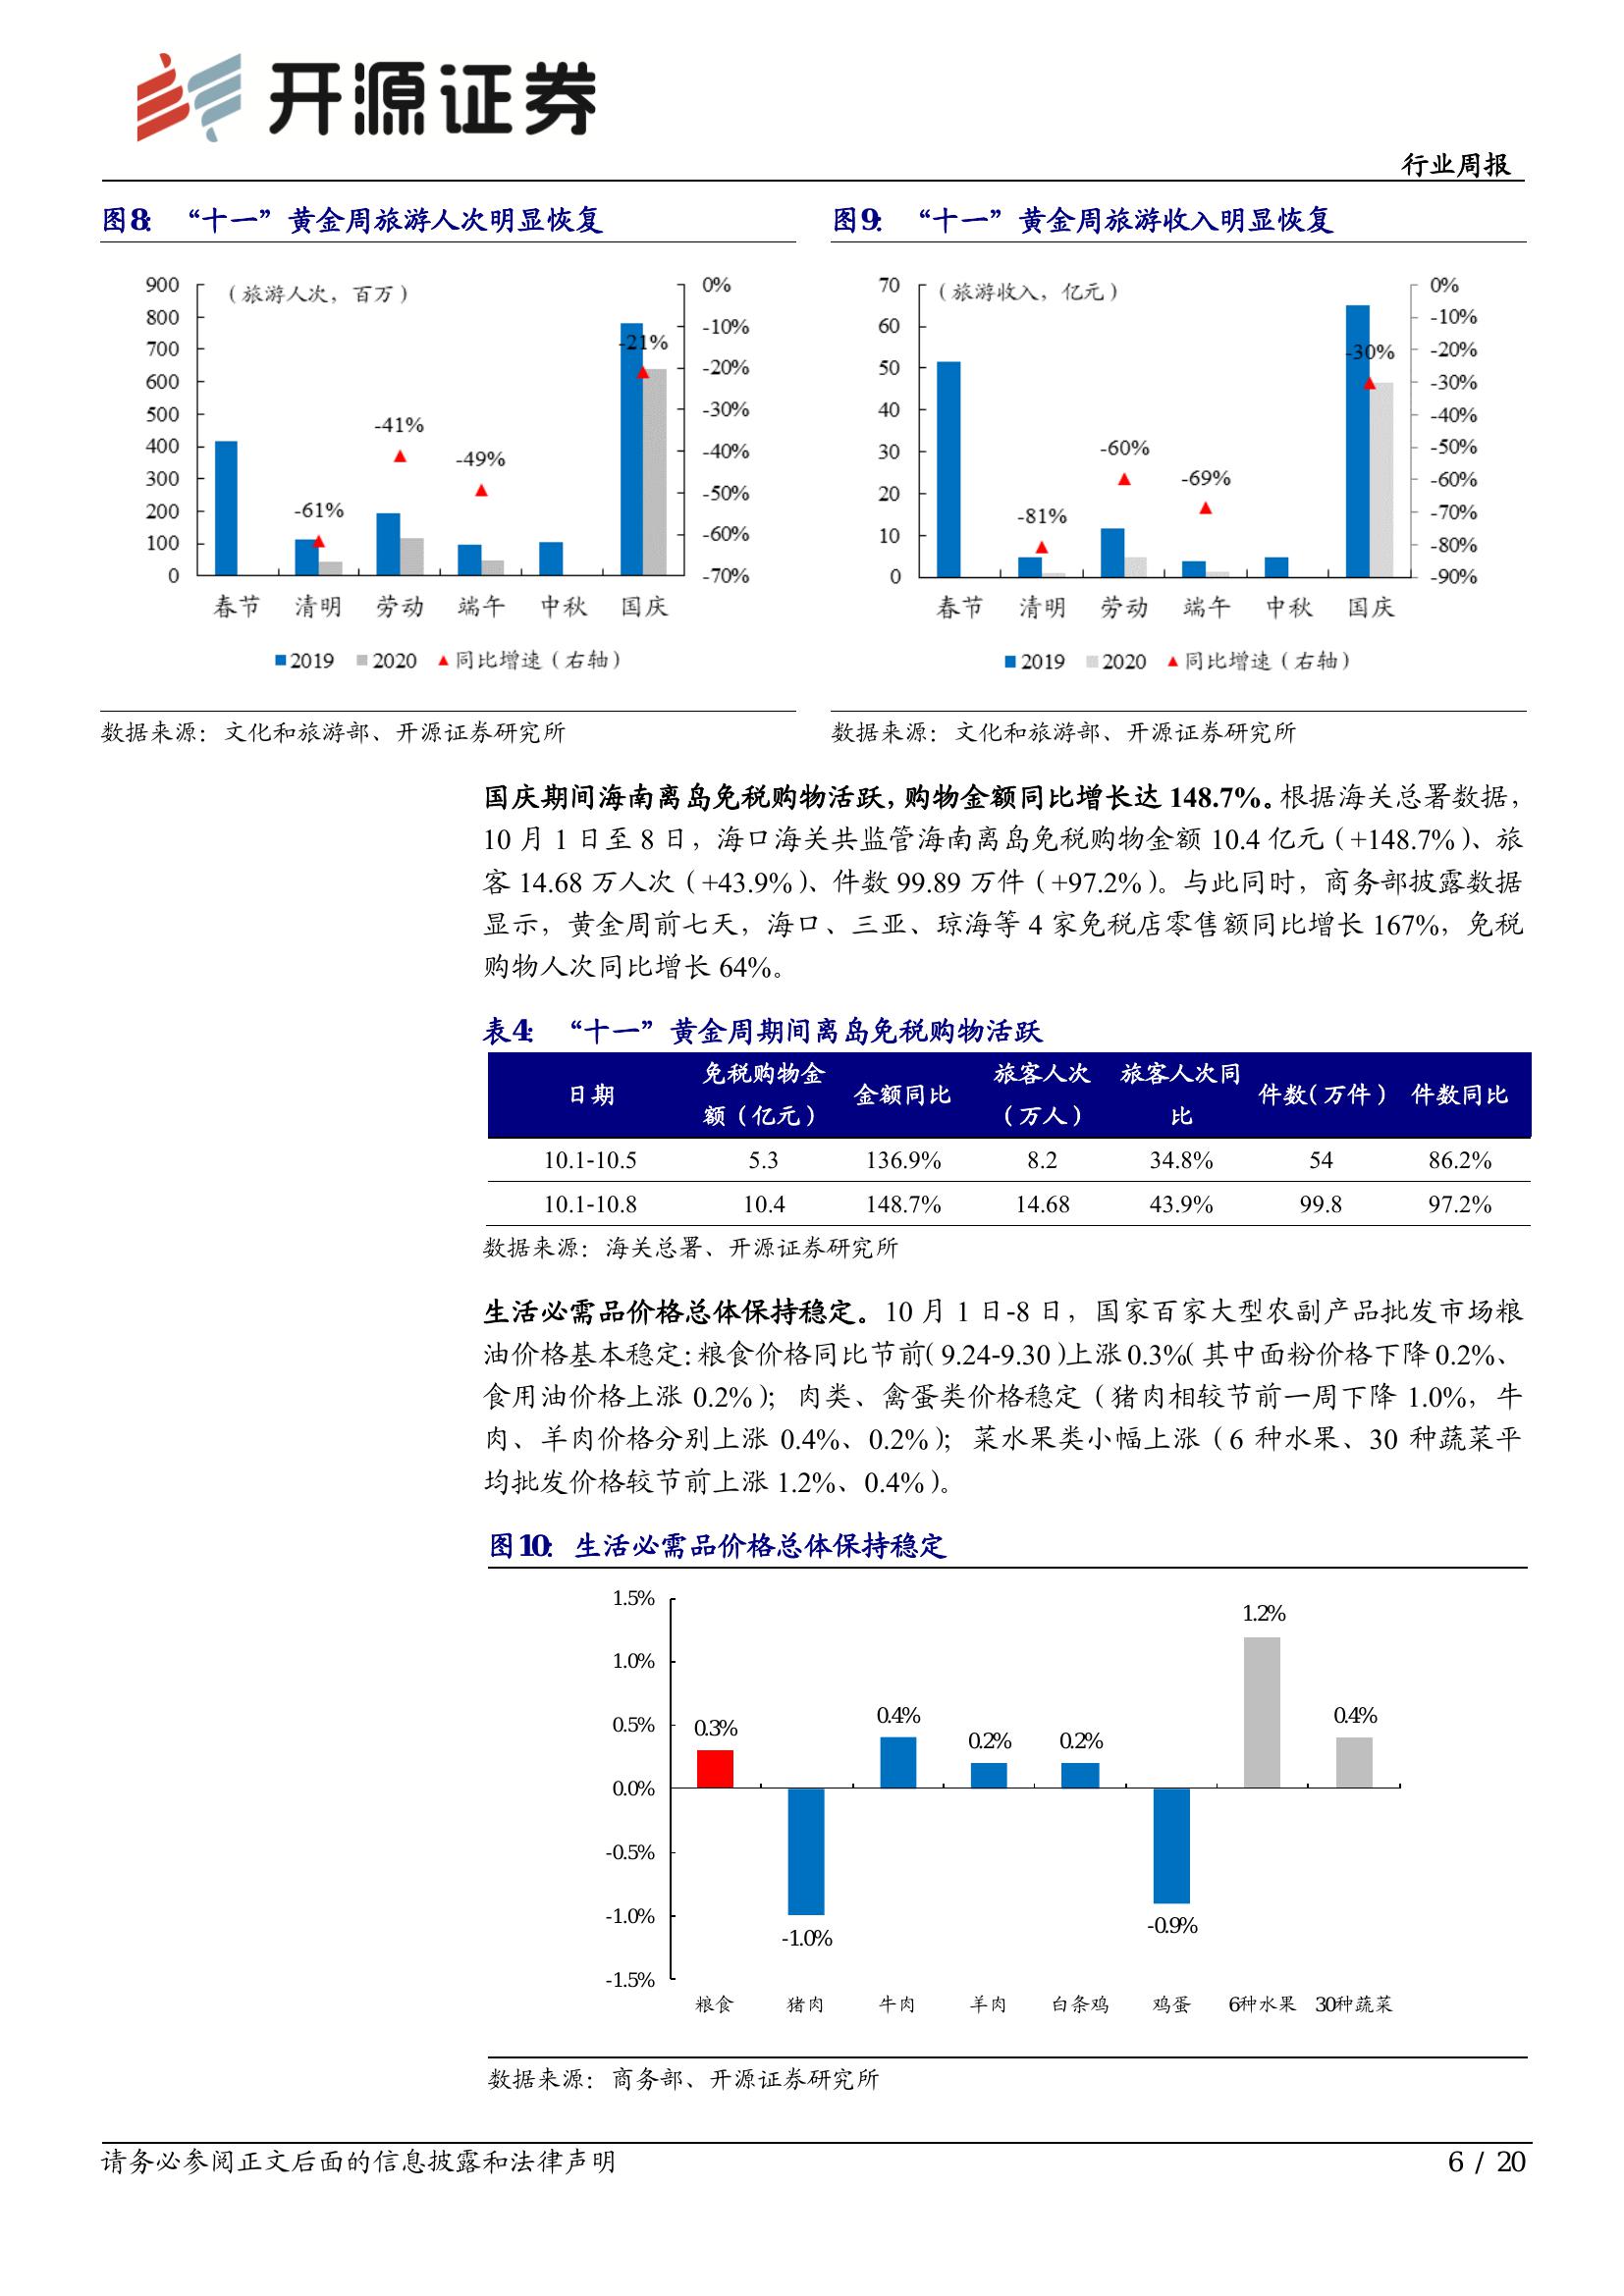 开源证券
行业周报
图8： “十一”黄金周旅游人次明显恢复
（旅游人次，百万）
900
800
700
600
500
400
300
200
100
0
0%
-10%
-20%
-30%
-40%
-50%
-60%
-70%
-61%
-41%
-49%
-21%
春节 清明 劳动 端午 中秋 国庆
2019 2020 同比增速（右轴）
数据来源：文化和旅游部、开源证券研究所
图9： “十一”黄金周旅游收入明显恢复
（旅游收入，亿元）
70
60
50
40
30
20
10
0
0%
-10%
-20%
-30%
-40%
-50%
-60%
-70%
-80%
-90%
-81%
-60%
-69%
-30%
春节 清明 劳动 端午 中秋 国庆
2019 2020 同比增速（右轴）
数据来源：文化和旅游部、开源证券研究所
国庆期间海南离岛免税购物活跃，购物金额同比增长达 148.7%。根据海关总署数据，
10 月 1 日至 8 日，海口海关共监管海南离岛免税购物金额 10.4 亿元（+148.7%）、旅
客 14.68 万人次（+43.9%）、件数 99.89 万件（+97.2%）。与此同时，商务部披露数据
显示，黄金周前七天，海口、三亚、琼海等 4 家免税店零售额同比增长 167%，免税
购物人次同比增长 64%。
表4： “十一”黄金周期间离岛免税购物活跃
日期 免税购物金额（亿元） 金额同比 旅客人次（万人） 旅客人次同比 件数（万件） 件数同比
10.1-10.5 5.3 136.9% 8.2 34.8% 54 86.2%
10.1-10.8 10.4 148.7% 14.68 43.9% 99.8 97.2%
数据来源：海关总署、开源证券研究所
生活必需品价格总体保持稳定。10 月 1 日-8 日，国家百家大型农副产品批发市场粮
油价格基本稳定：粮食价格同比节前（9.24-9.30）上涨 0.3%（其中面粉价格下降 0.2%、
食用油价格上涨 0.2%）；肉类、禽蛋类价格稳定（猪肉相较节前一周下降 1.0%，牛
肉、羊肉价格分别上涨 0.4%、0.2%）；菜水果类小幅上涨（6 种水果、30 种蔬菜平
均批发价格较节前上涨 1.2%、0.4%）。
图10： 生活必需品价格总体保持稳定
1.5%
1.0%
0.5%
0.0%
-0.5%
-1.0%
-1.5%
0.3%
-1.0%
0.4%
0.2%
0.2%
-0.9%
1.2%
0.4%
粮食 猪肉 牛肉 羊肉 白条鸡 鸡蛋 6种水果 30种蔬菜
数据来源：商务部、开源证券研究所
请务必参阅正文后面的信息披露和法律声明
6 / 20